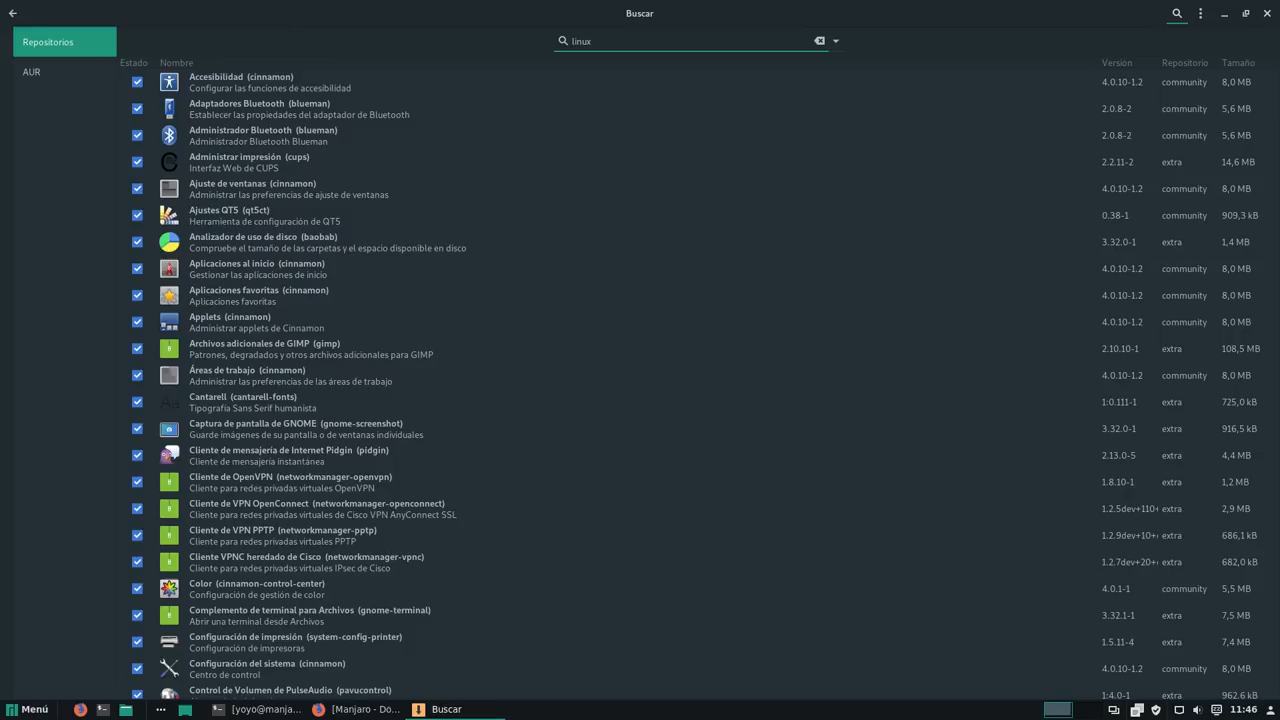 Buscar
Repositorios
linux
AUR
Estado Nombre Versión Repositorio Tamaño
Accesibilidad (cinnamon)
Configurar las funciones de accesibilidad
4.0.10-1.2 community 8,0 MB
Adaptadores Bluetooth (blueman)
Establecer las propiedades del adaptador de Bluetooth
2.0.8-2 community 5,6 MB
Administrador Bluetooth (blueman)
Administrador Bluetooth Blueman
2.0.8-2 community 5,6 MB
Administrar impresión (cups)
Interfaz Web de CUPS
2.2.11-2 extra 14,6 MB
Ajuste de ventanas (cinnamon)
Administrar las preferencias de ajuste de ventanas
4.0.10-1.2 community 8,0 MB
Ajustes QT5 (qt5ct)
Herramienta de configuración de QT5
0.38-1 community 909,3 kB
Analizador de uso de disco (baobab)
Compruebe el tamaño de las carpetas y el espacio disponible en disco
3.32.0-1 extra 1,4 MB
Aplicaciones al inicio (cinnamon)
Gestionar las aplicaciones de inicio
4.0.10-1.2 community 8,0 MB
Aplicaciones favoritas (cinnamon)
Aplicaciones favoritas
4.0.10-1.2 community 8,0 MB
Applets (cinnamon)
Administrar applets de Cinnamon
4.0.10-1.2 community 8,0 MB
Archivos adicionales de GIMP (gimp)
Patrones, degradados y otros archivos adicionales para GIMP
2.10.10-1 extra 108,5 MB
Áreas de trabajo (cinnamon)
Administrar las preferencias de las áreas de trabajo
4.0.10-1.2 community 8,0 MB
Cantarell (cantarell-fonts)
Tipografía Sans Serif humanista
1:0.111-1 extra 725,0 kB
Captura de pantalla de GNOME (gnome-screenshot)
Guarde imágenes de su pantalla o de ventanas individuales
3.32.0-1 extra 916,5 kB
Cliente de mensajería de Internet Pidgin (pidgin)
Cliente de mensajería instantánea
2.13.0-5 extra 4,4 MB
Cliente de OpenVPN (networkmanager-openvpn)
Cliente para redes privadas virtuales OpenVPN
1.8.10-1 extra 1,2 MB
Cliente de VPN OpenConnect (networkmanager-openconnect)
Cliente para redes privadas virtuales de Cisco VPN AnyConnect SSL
1.2.5dev+110+ extra 2,9 MB
Cliente de VPN PPTP (networkmanager-pptp)
Cliente para redes privadas virtuales PPTP
1.2.9dev+10+ extra 686,1 kB
Cliente VPNC heredado de Cisco (networkmanager-vpnc)
Cliente para redes privadas virtuales IPsec de Cisco
1.2.7dev+20+ extra 682,0 kB
Color (cinnamon-control-center)
Configuración de gestión de color
4.0.1-1 community 5,5 MB
Complemento de terminal para Archivos (gnome-terminal)
Abrir una terminal desde Archivos
3.32.1-1 extra 7,5 MB
Configuración de impresión (system-config-printer)
Configuración de impresoras
1.5.11-4 extra 7,4 MB
Configuración del sistema (cinnamon)
Centro de control
4.0.10-1.2 community 8,0 MB
Control de Volumen de PulseAudio (pavucontrol)
1:4.0-1 extra 962,6 kB
Menú [yoyo@manja... [Manjaro - Do... Buscar 11:46